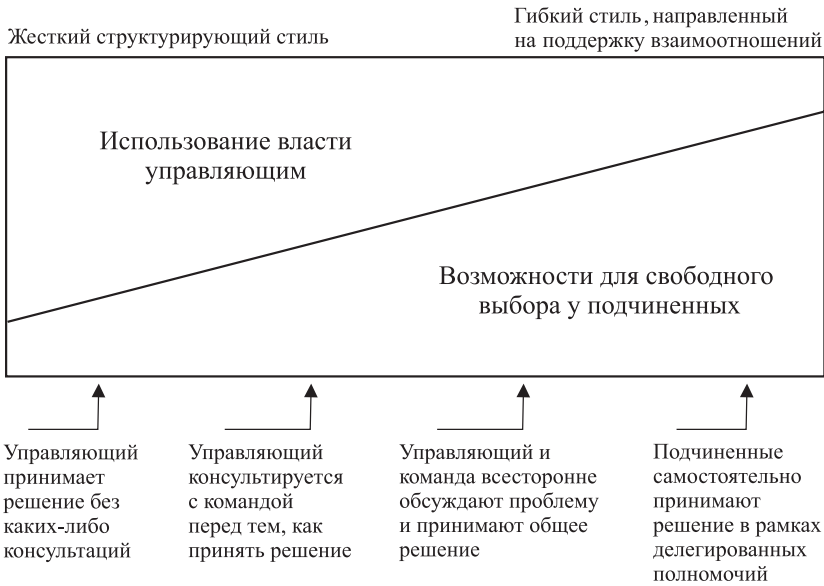 Жесткий структурирующий стиль
Гибкий стиль, направленный
на поддержку взаимоотношений
Использование власти
управляющим
Возможности для свободного
выбора у подчиненных
Управляющий
принимает
решение без
каких-либо
консультаций
Управляющий
консультируется
с командой
перед тем, как
принять решение
Управляющий и
команда всесторонне
обсуждают проблему
и принимают общее
решение
Подчиненные
самостоятельно
принимают
решение в рамках
делегированных
полномочий